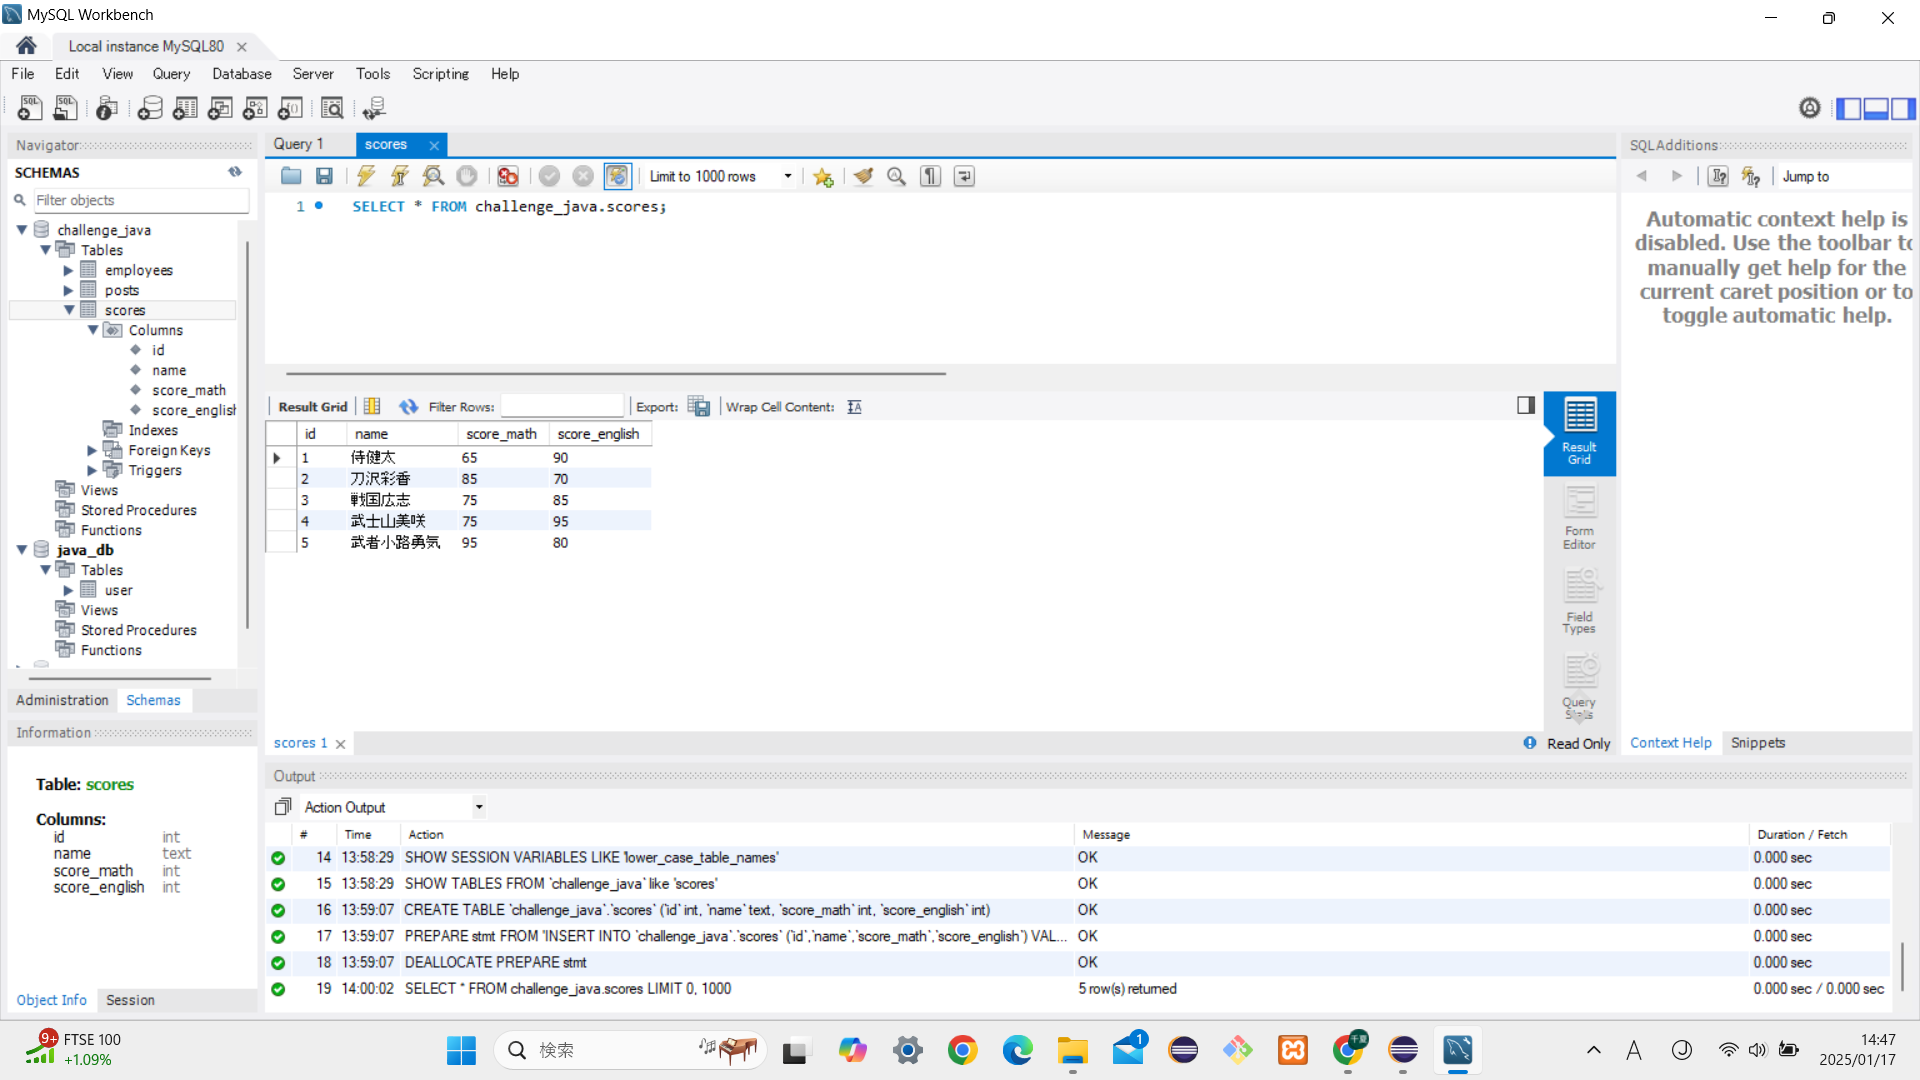 MySQL Workbench
Local instance MySQL80
File Edit View Query Database Server Tools Scripting Help
Navigator
SCHEMAS
Filter objects
challenge_java
Tables
employees
posts
scores
Columns
id
name
score_math
score_english
Indexes
Foreign Keys
Triggers
Views
Stored Procedures
Functions
java_db
Tables
user
Views
Stored Procedures
Functions
Administration Schemas
Information
Table: scores
Columns:
id int
name text
score_math int
score_english int
Object Info Session
Query 1 scores
Limit to 1000 rows
1 SELECT * FROM challenge_java.scores;
Result Grid Filter Rows: Export: Wrap Cell Content:
id name score_math score_english
1 侍健太 65 90
2 刀沢彩香 85 70
3 戦国広志 75 85
4 武士山美咲 75 95
5 武者小路勇気 95 80
Result
Grid
Form
Editor
Field
Types
Query
Stats
scores 1
Read Only
SQLAdditions
Jump to
Automatic context help is
disabled. Use the toolbar to
manually get help for the
current caret position or to
toggle automatic help.
Context Help Snippets
Output
Action Output
# Time Action Message Duration / Fetch
14 13:58:29 SHOW SESSION VARIABLES LIKE 'lower_case_table_names' OK 0.000 sec
15 13:58:29 SHOW TABLES FROM `challenge_java` like 'scores' OK 0.000 sec
16 13:59:07 CREATE TABLE `challenge_java`.`scores` (`id` int, `name` text, `score_math` int, `score_english` int) OK 0.000 sec
17 13:59:07 PREPARE stmt FROM 'INSERT INTO `challenge_java`.`scores` (`id`,`name`,`score_math`,`score_english`) VAL... OK 0.000 sec
18 13:59:07 DEALLOCATE PREPARE stmt OK 0.000 sec
19 14:00:02 SELECT * FROM challenge_java.scores LIMIT 0, 1000 5 row(s) returned 0.000 sec / 0.000 sec
9+
FTSE 100
+1.09%
検索
1
千夏
A
14:47
2025/01/17